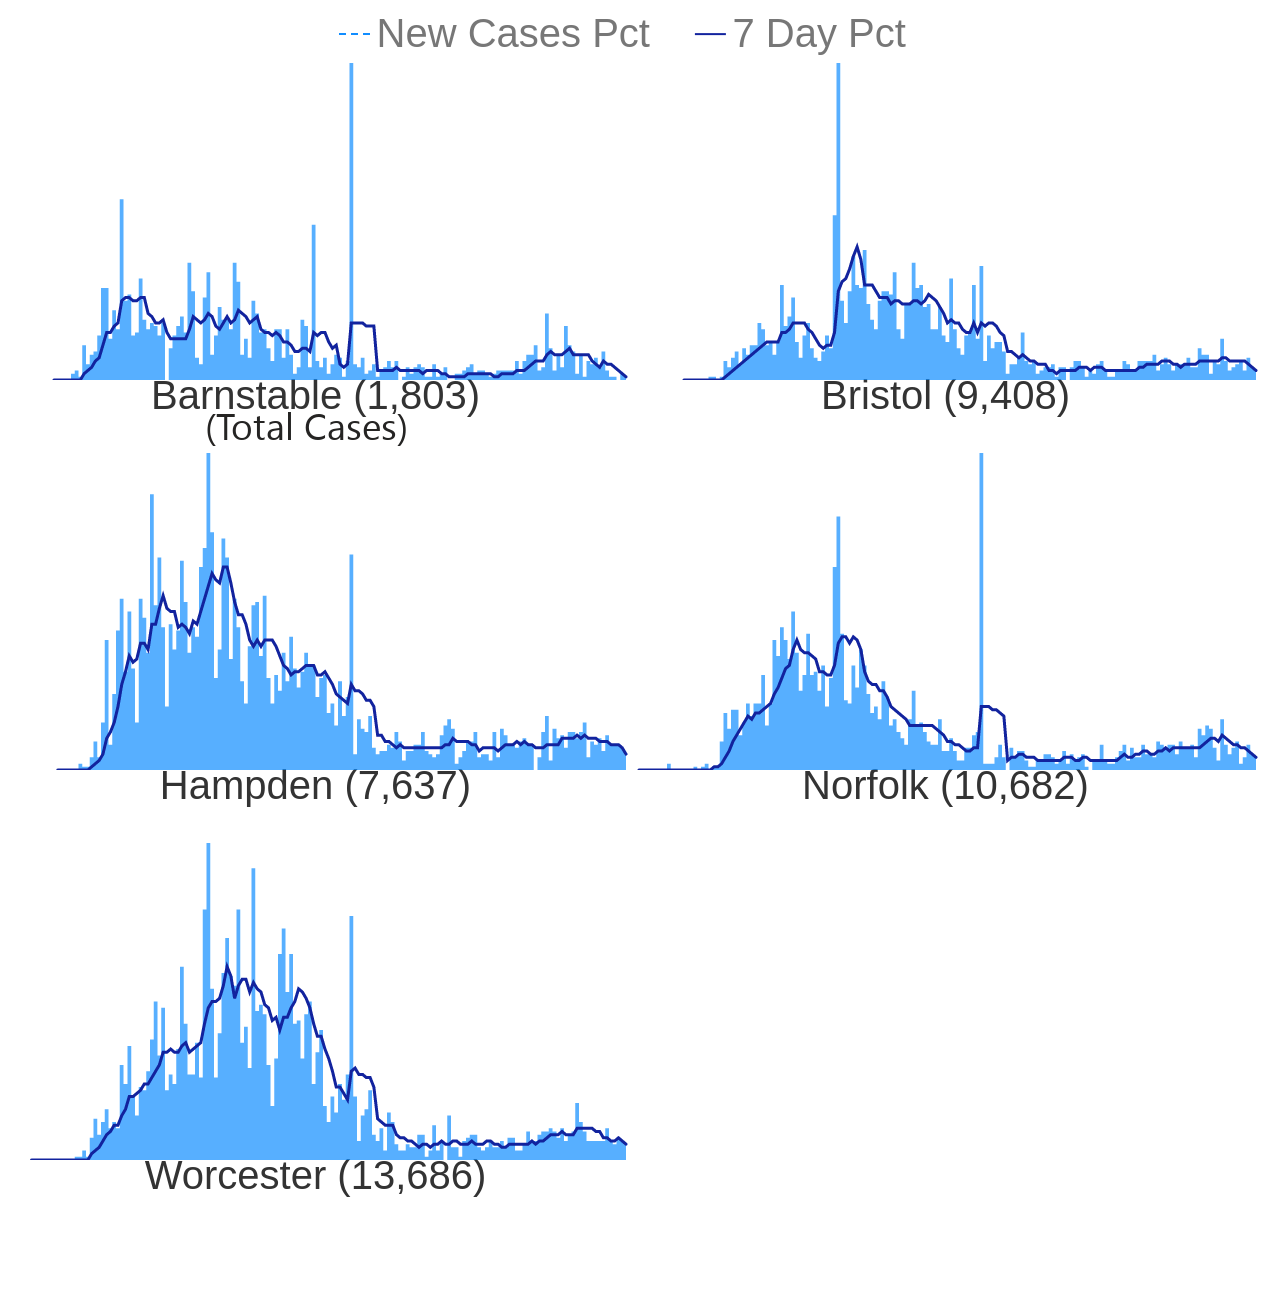 New Cases Pct 7 Day Pct
Barnstable (1,803) Bristol (9,408)
(Total Cases)
Hampden (7,637) Norfolk (10,682)
Worcester (13,686)